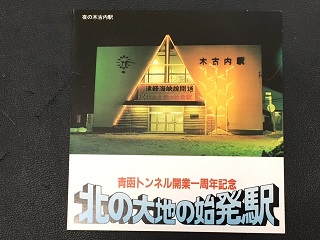 夜の木古内駅
木古内駅
津軽海峡線開通
青函トンネル開業一周年記念
北の大地の始発駅